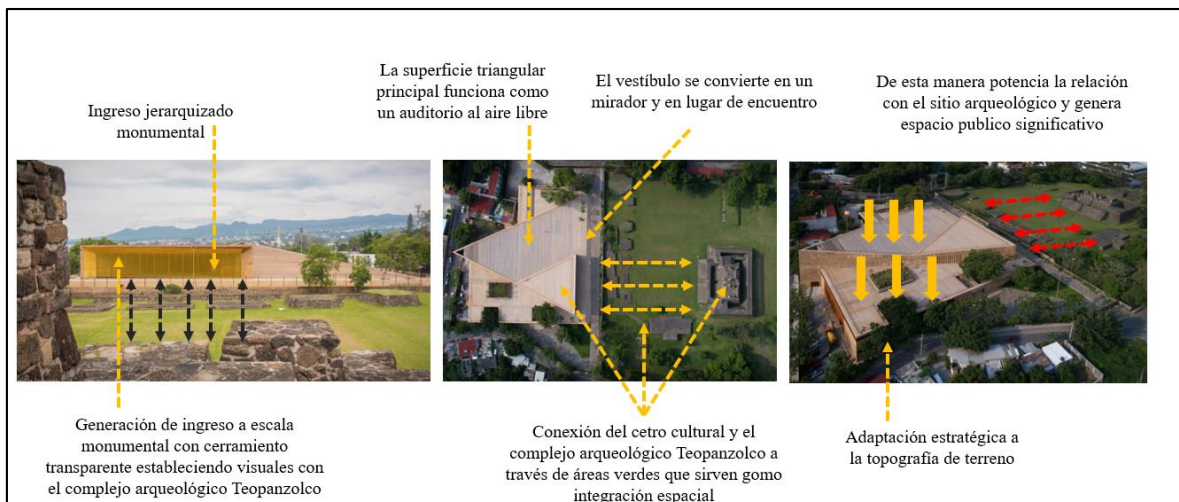 Ingreso jerarquizado
monumental
La superficie triangular
principal funciona como
un auditorio al aire libre
El vestíbulo se convierte en un
mirador y en lugar de encuentro
De esta manera potencia la relación
con el sitio arqueológico y genera
espacio publico significativo
Generación de ingreso a escala
monumental con cerramiento
transparente estableciendo visuales con
el complejo arqueológico Teopanzolco
Conexión del cetro cultural y el
complejo arqueológico Teopanzolco a
través de áreas verdes que sirven gomo
integración espacial
Adaptación estratégica a
la topografía de terreno